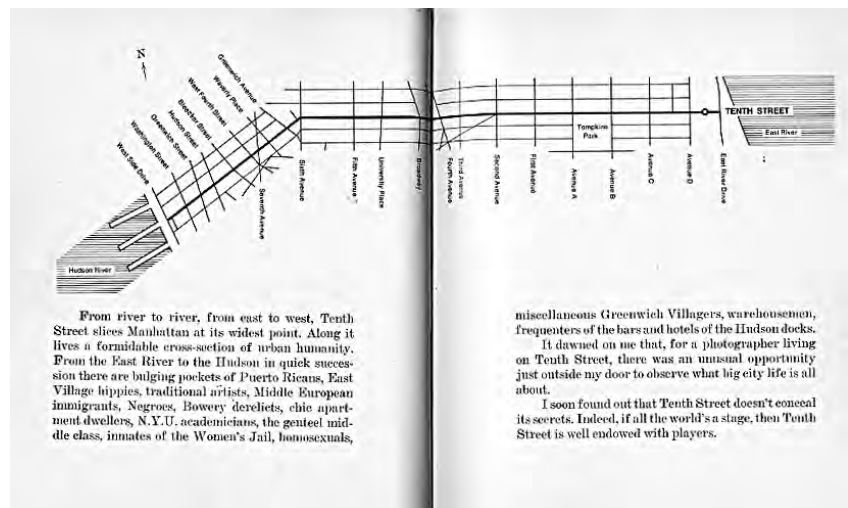 N
Greenwich Avenue
Waverly Place
West Fourth Street
Bleecker Street
Hudson Street
Greenwich Street
Washington Street
West Side Drive
Hudson River
Seventh Avenue
Sixth Avenue
Fifth Avenue
University Place
Broadway
Fourth Avenue
Third Avenue
Second Avenue
First Avenue
Avenue A
Avenue B
Avenue C
Avenue D
East River Drive
Tompkins
Park
TENTH STREET
East River
From river to river, from east to west, Tenth
Street slices Manhattan at its widest point. Along it
lives a formidable cross-section of urban humanity.
From the East River to the Hudson in quick succes-
sion there are bulging pockets of Puerto Ricans, East
Village hippies, traditional artists, Middle European
immigrants, Negroes, Bowery derelicts, chic apart-
ment dwellers, N.Y.U. academicians, the genteel mid-
dle class, inmates of the Women's Jail, homosexuals,
miscellaneous Greenwich Villagers, warehousemen,
frequenters of the bars and hotels of the Hudson docks.
It dawned on me that, for a photographer living
on Tenth Street, there was an unusual opportunity
just outside my door to observe what big city life is all
about.
I soon found out that Tenth Street doesn't conceal
its secrets. Indeed, if all the world's a stage, then Tenth
Street is well endowed with players.